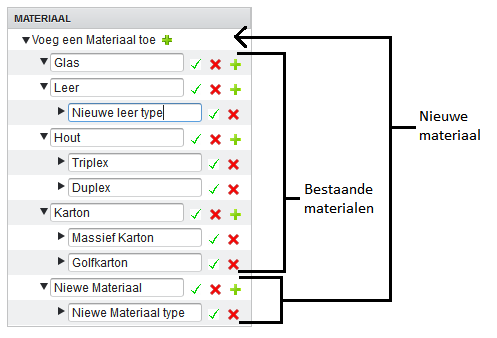 MATERIAAL
Voeg een Materiaal toe
Glas
Leer
Nieuwe leer type
Hout
Triplex
Duplex
Karton
Massief Karton
Golfkarton
Niewe Materiaal
Niewe Materiaal type
Bestaande
materialen
Nieuwe
materiaal